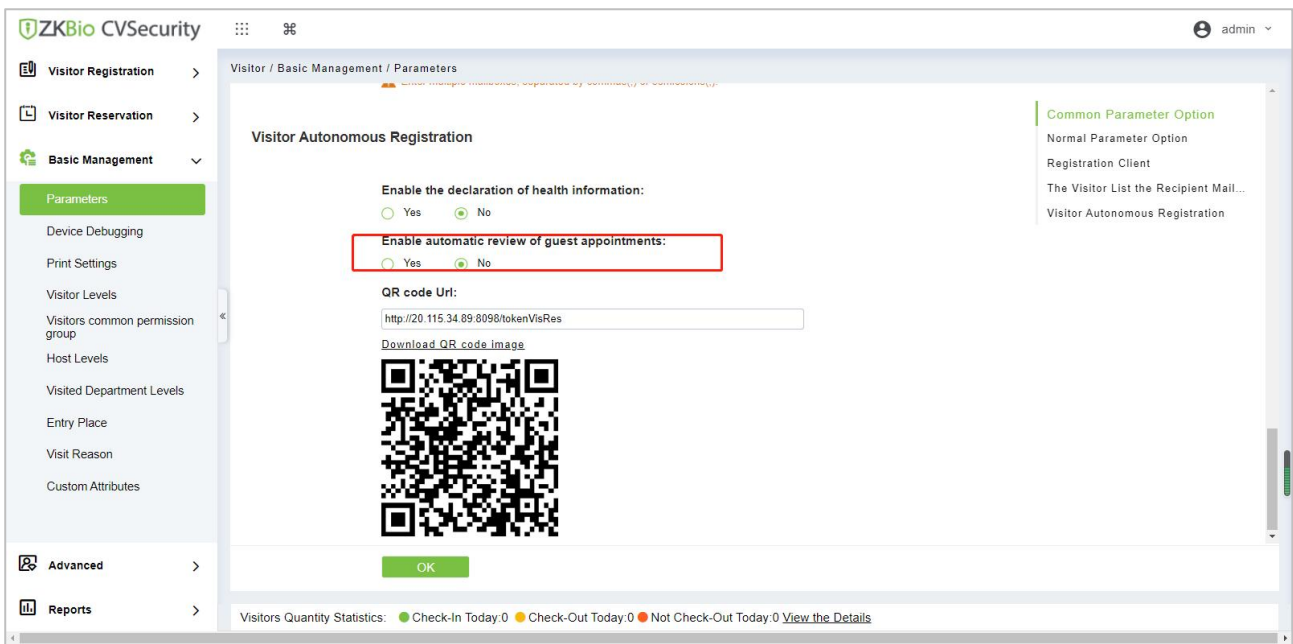 ZKBio CVSecurity
admin
Visitor Registration
Visitor Reservation
Basic Management
Parameters
Device Debugging
Print Settings
Visitor Levels
Visitors common permission
group
Host Levels
Visited Department Levels
Entry Place
Visit Reason
Custom Attributes
Advanced
Reports
Visitor / Basic Management / Parameters
Visitor Autonomous Registration
Enable the declaration of health information:
Yes No
Enable automatic review of guest appointments:
Yes No
QR code Url:
http://20.115.34.89:8098/tokenVisRes
Download QR code image
OK
Common Parameter Option
Normal Parameter Option
Registration Client
The Visitor List the Recipient Mail...
Visitor Autonomous Registration
Visitors Quantity Statistics: Check-In Today:0 Check-Out Today:0 Not Check-Out Today:0 View the Details